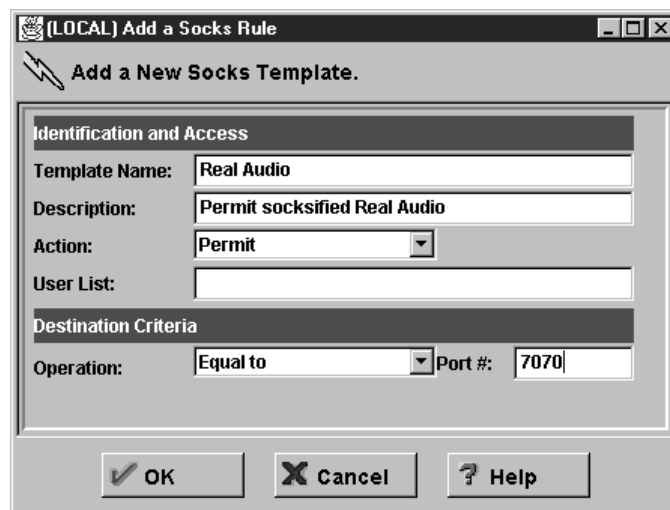 (LOCAL) Add a Socks Rule
Add a New Socks Template.
Identification and Access
Template Name: Real Audio
Description: Permit socksified Real Audio
Action: Permit
User List:
Destination Criteria
Operation: Equal to Port #: 7070
OK Cancel ? Help